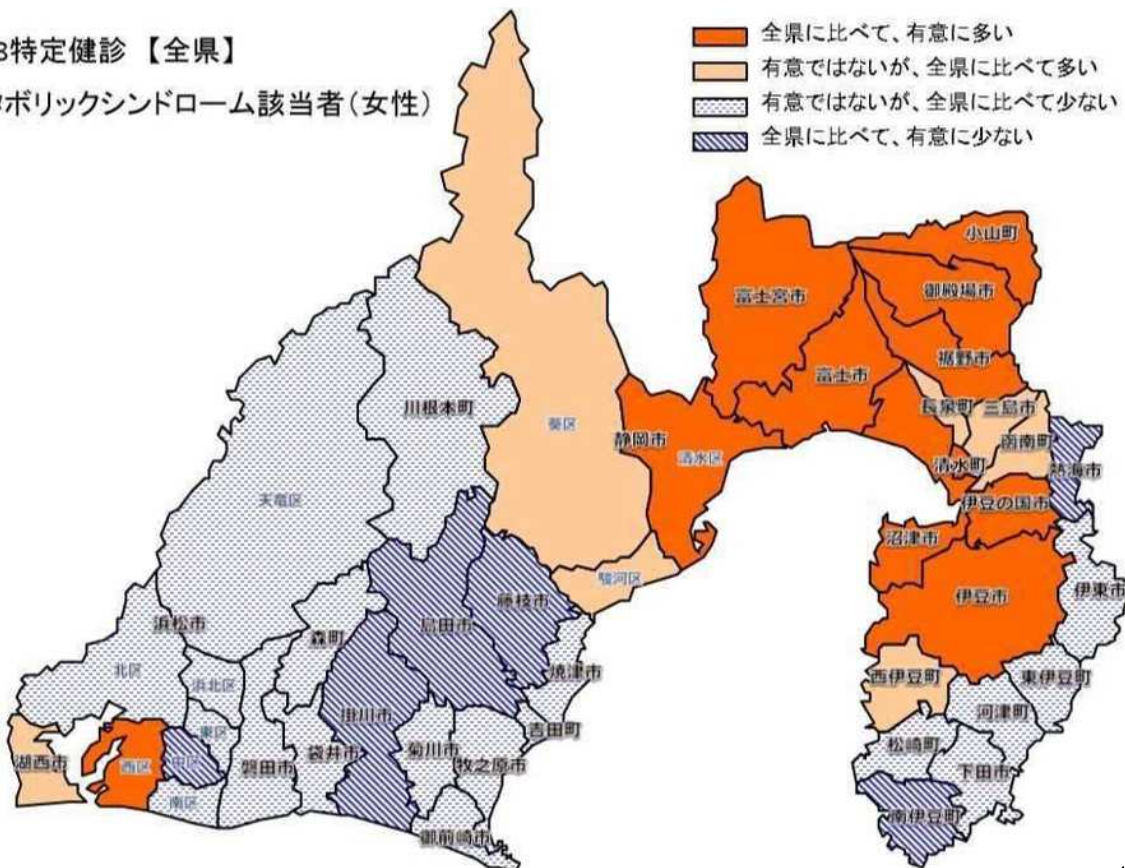 8特定健診 【全県】
タボリックシンドローム該当者(女性)
全県に比べて、有意に多い
有意ではないが、全県に比べて多い
有意ではないが、全県に比べて少ない
全県に比べて、有意に少ない
小山町
御殿場市
富士宮市
裾野市
富士市
長泉町
三島市
函南町
川根本町
葵区
静岡市
清水区
清水町
熱海市
伊豆の国市
天竜区
沼津市
駿河区
藤枝市
伊豆市
伊東市
島田市
浜松市
森町
北区
浜北区
焼津市
西伊豆町
東伊豆町
掛川市
河津町
東区
吉田町
袋井市
菊川市
松崎町
湖西市
西区
中区
磐田市
牧之原市
下田市
南区
南伊豆町
御前崎市